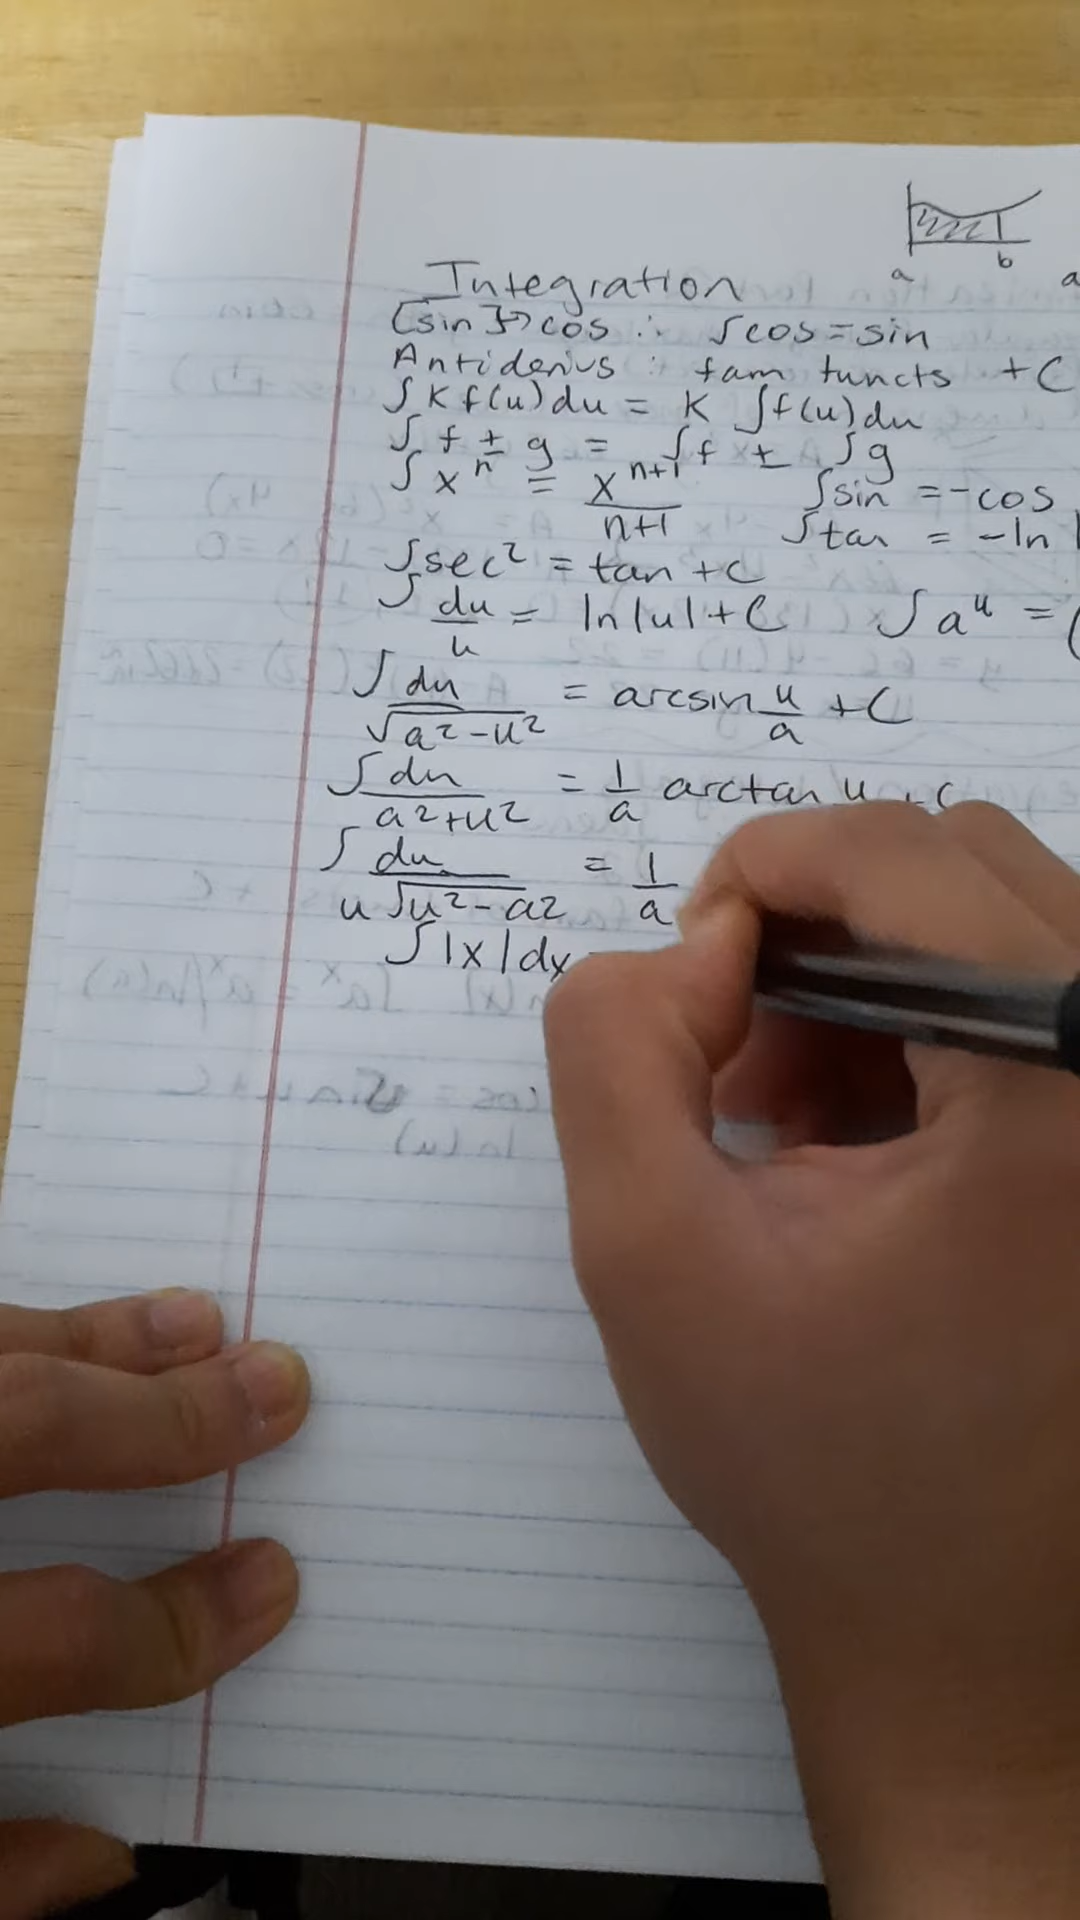 a b a
Integration
[sin]→cos ∴ ∫cos = sin
Antiderivs : fam functs +C
∫Kf(u)du = K ∫f(u)du
∫ f ± g = ∫f ± ∫g
∫xⁿ = xⁿ⁺¹/n+1 ∫sin = -cos
∫tan = -ln |
∫sec² = tan + C
∫du/u = ln|u| + C ∫aᵘ = (
∫du/√a²-u² = arcsin u/a + C
∫du/a²+u² = 1/a arctan u + C
∫du/u√u²-a² = 1/a
∫|x|dx